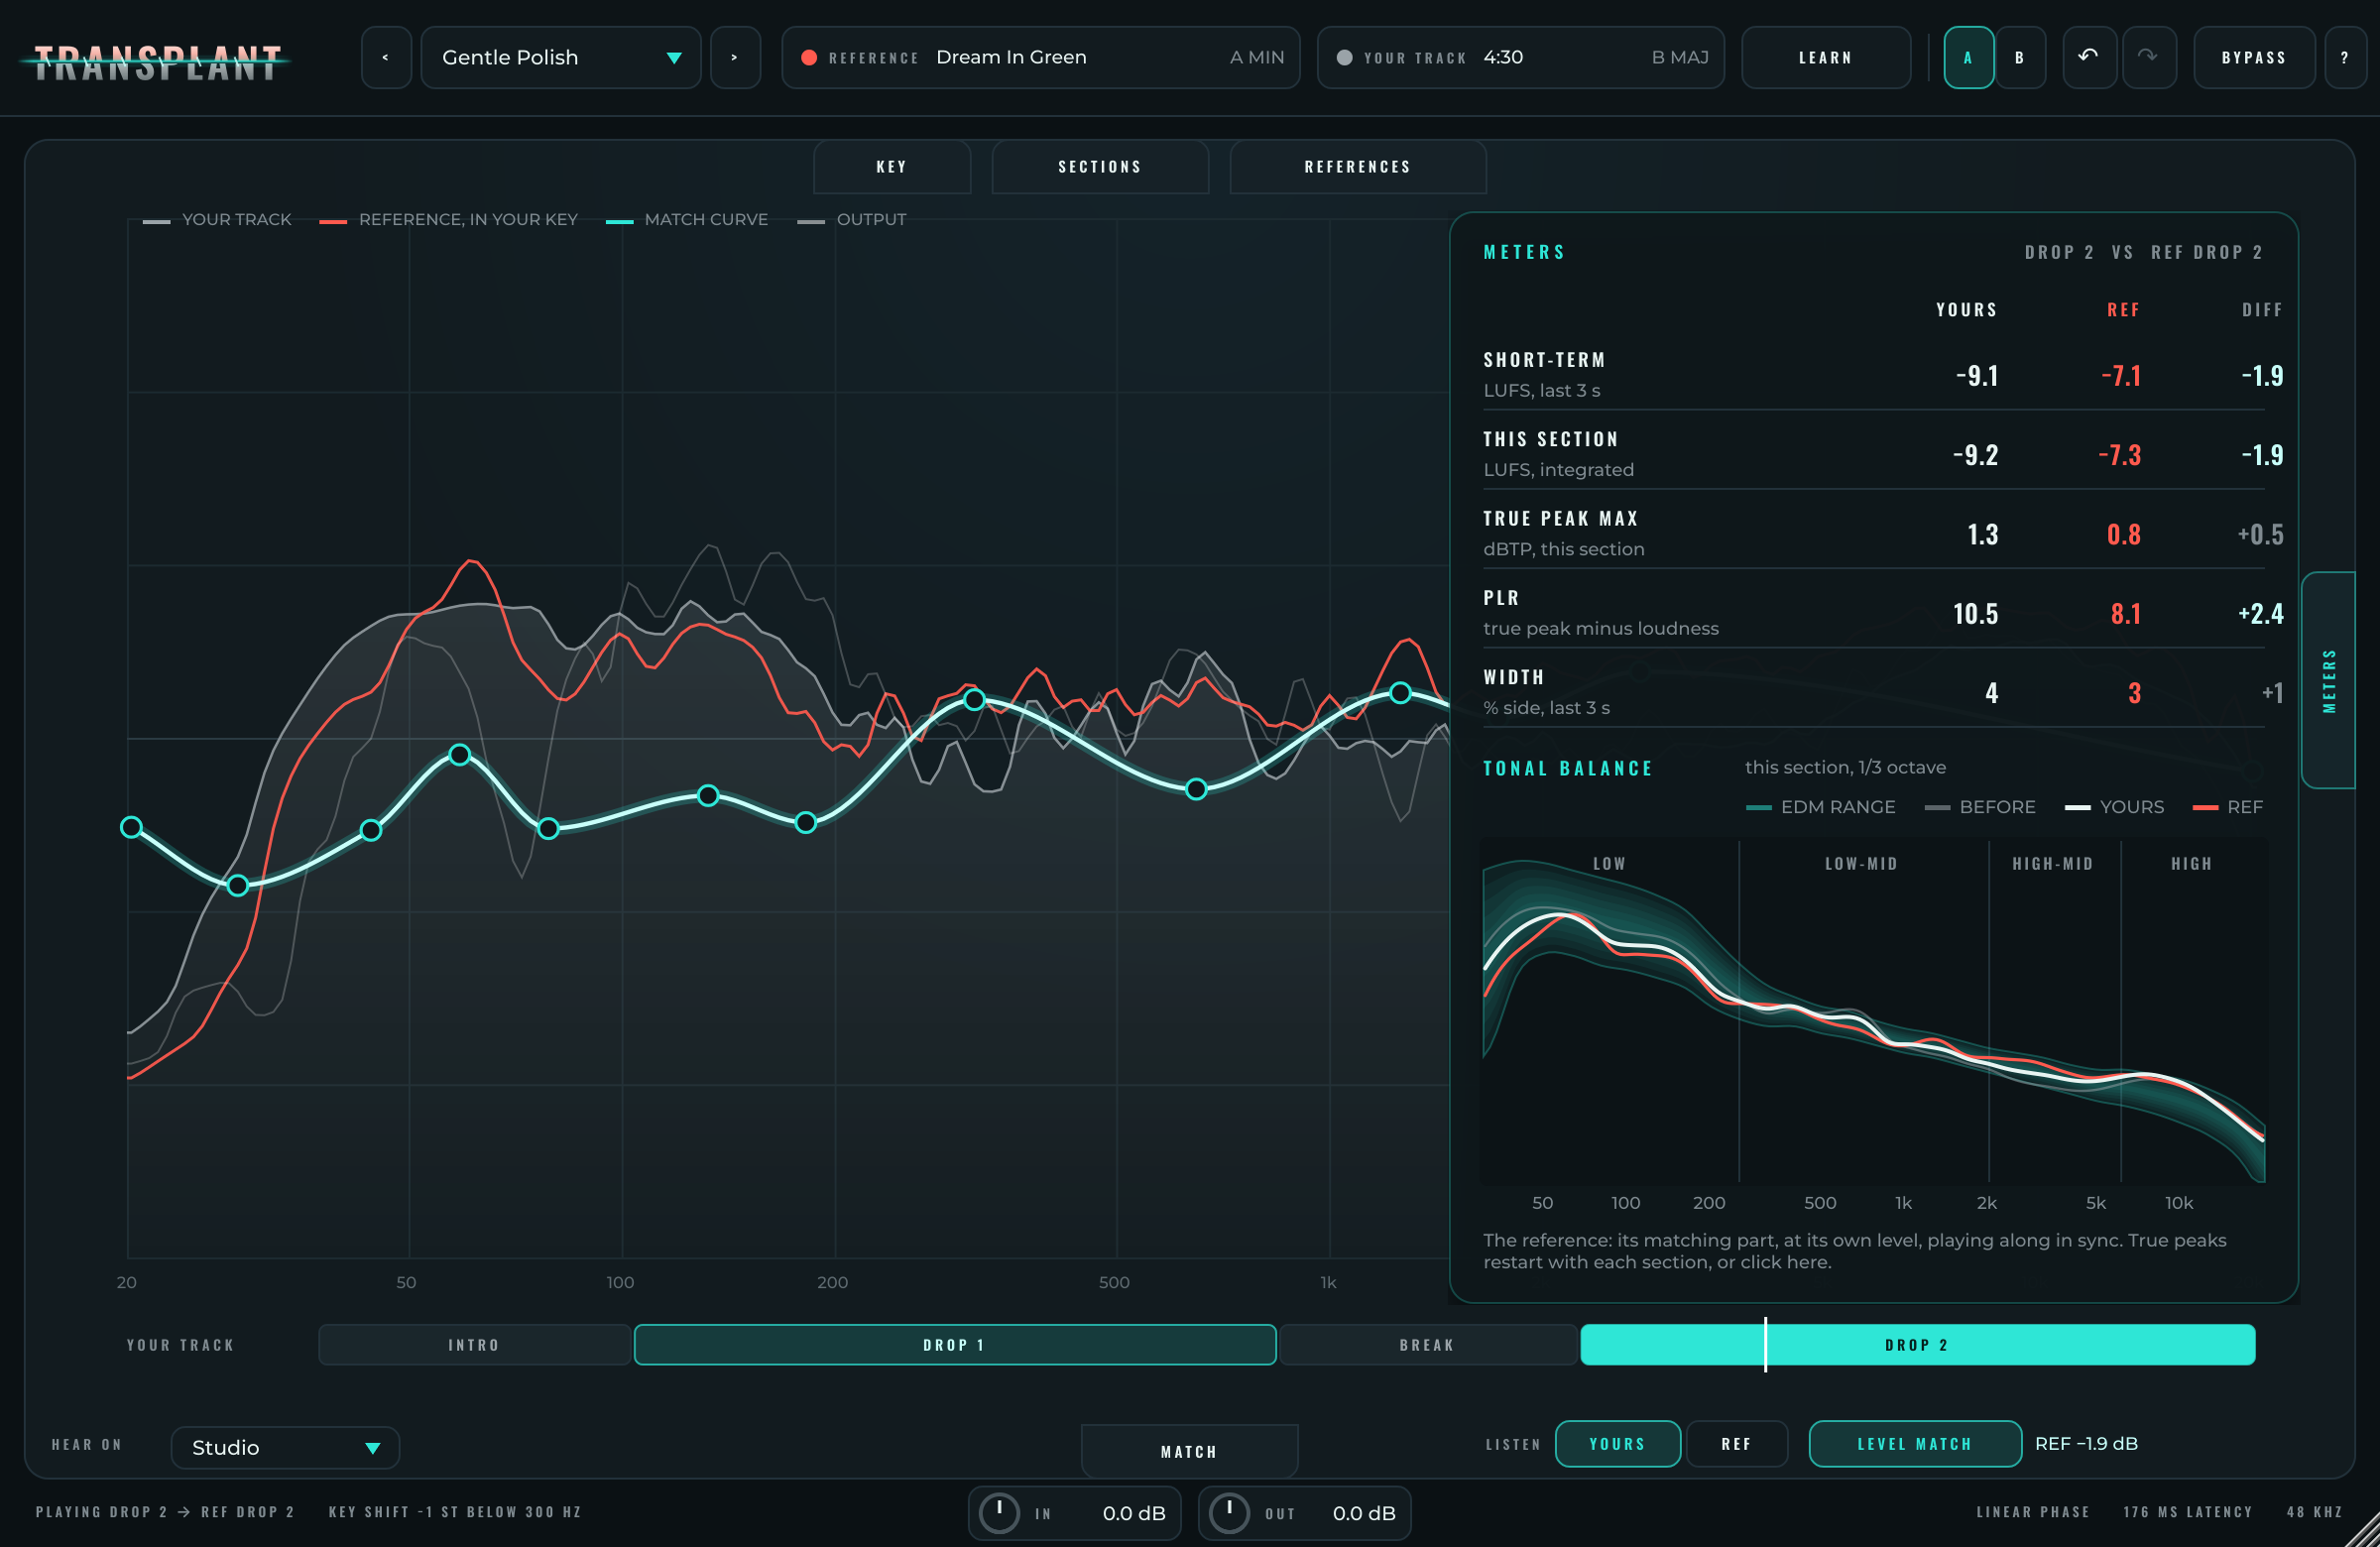 TRANSPLANT
< Gentle Polish > REFERENCE Dream In Green A MIN YOUR TRACK 4:30 B MAJ LEARN A B ↶ ↷ BYPASS ?
KEY SECTIONS REFERENCES
YOUR TRACK REFERENCE, IN YOUR KEY MATCH CURVE OUTPUT
METERS DROP 2 VS REF DROP 2
YOURS REF DIFF
SHORT-TERM
LUFS, last 3 s
−9.1 −7.1 −1.9
THIS SECTION
LUFS, integrated
−9.2 −7.3 −1.9
TRUE PEAK MAX
dBTP, this section
1.3 0.8 +0.5
PLR
true peak minus loudness
10.5 8.1 +2.4
WIDTH
% side, last 3 s
4 3 +1
METERS
TONAL BALANCE this section, 1/3 octave
EDM RANGE BEFORE YOURS REF
LOW LOW-MID HIGH-MID HIGH
50 100 200 500 1k 2k 5k 10k
The reference: its matching part, at its own level, playing along in sync. True peaks
restart with each section, or click here.
20 50 100 200 500 1k
YOUR TRACK INTRO DROP 1 BREAK DROP 2
HEAR ON Studio MATCH LISTEN YOURS REF LEVEL MATCH REF −1.9 dB
PLAYING DROP 2 → REF DROP 2 KEY SHIFT −1 ST BELOW 300 HZ IN 0.0 dB OUT 0.0 dB LINEAR PHASE 176 MS LATENCY 48 KHZ